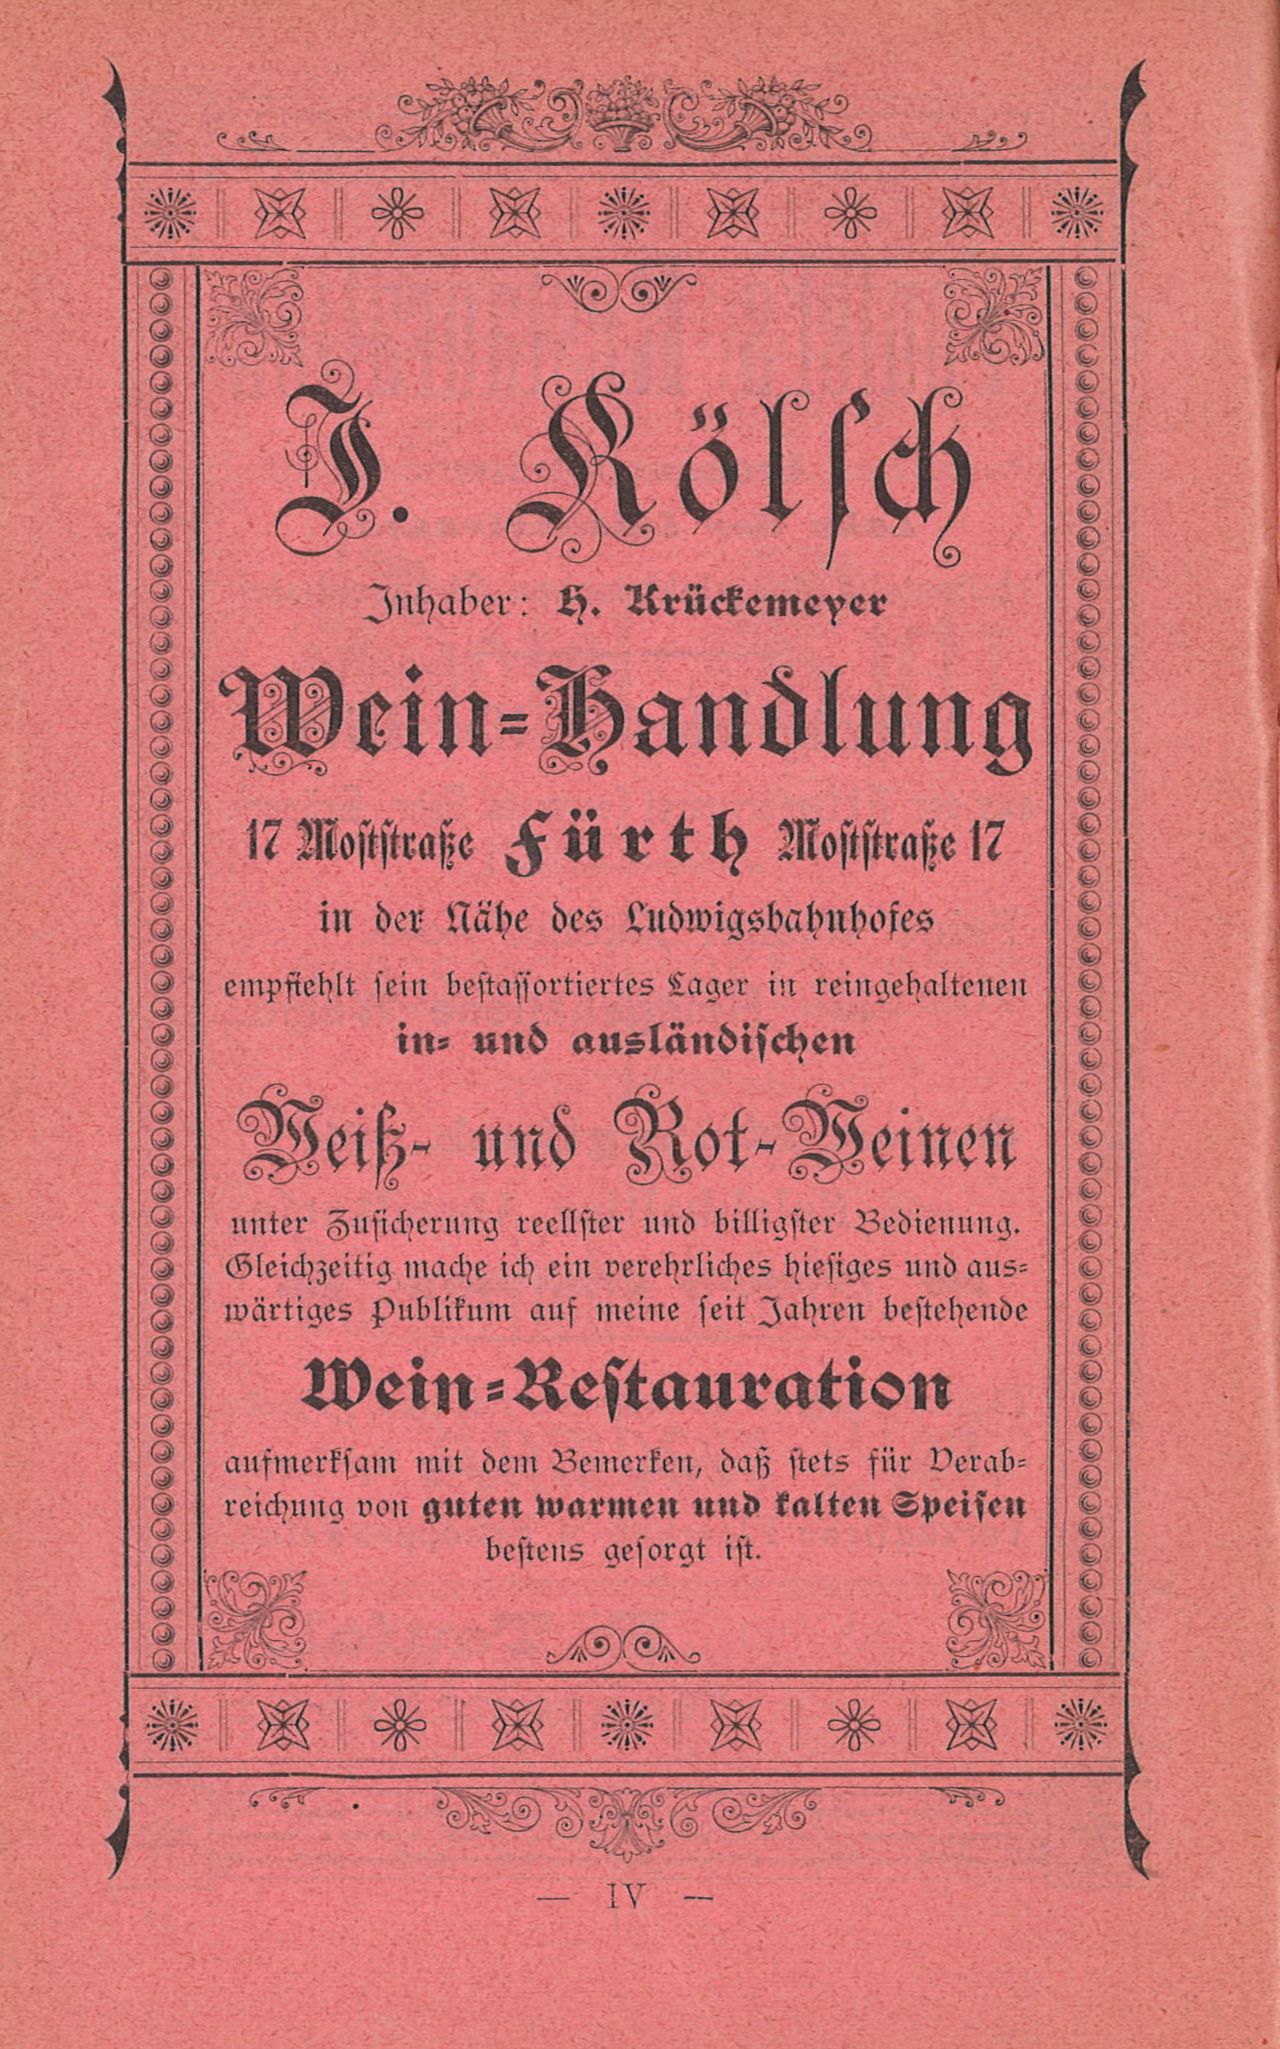 J. Kölsch
Inhaber: H. Krückemeyer
Wein-Handlung
17 Moststraße Fürth Moststraße 17
in der Nähe des Ludwigsbahnhofes
empfiehlt sein bestassortiertes Lager in reingehaltenen
in- und ausländischen
Weiß- und Rot-Weinen
unter Zusicherung reellster und billigster Bedienung.
Gleichzeitig mache ich ein verehrliches hiesiges und aus-
wärtiges Publikum auf meine seit Jahren bestehende
Wein-Restauration
aufmerksam mit dem Bemerken, daß stets für Verab-
reichung von guten warmen und kalten Speisen
bestens gesorgt ist.
— IV —